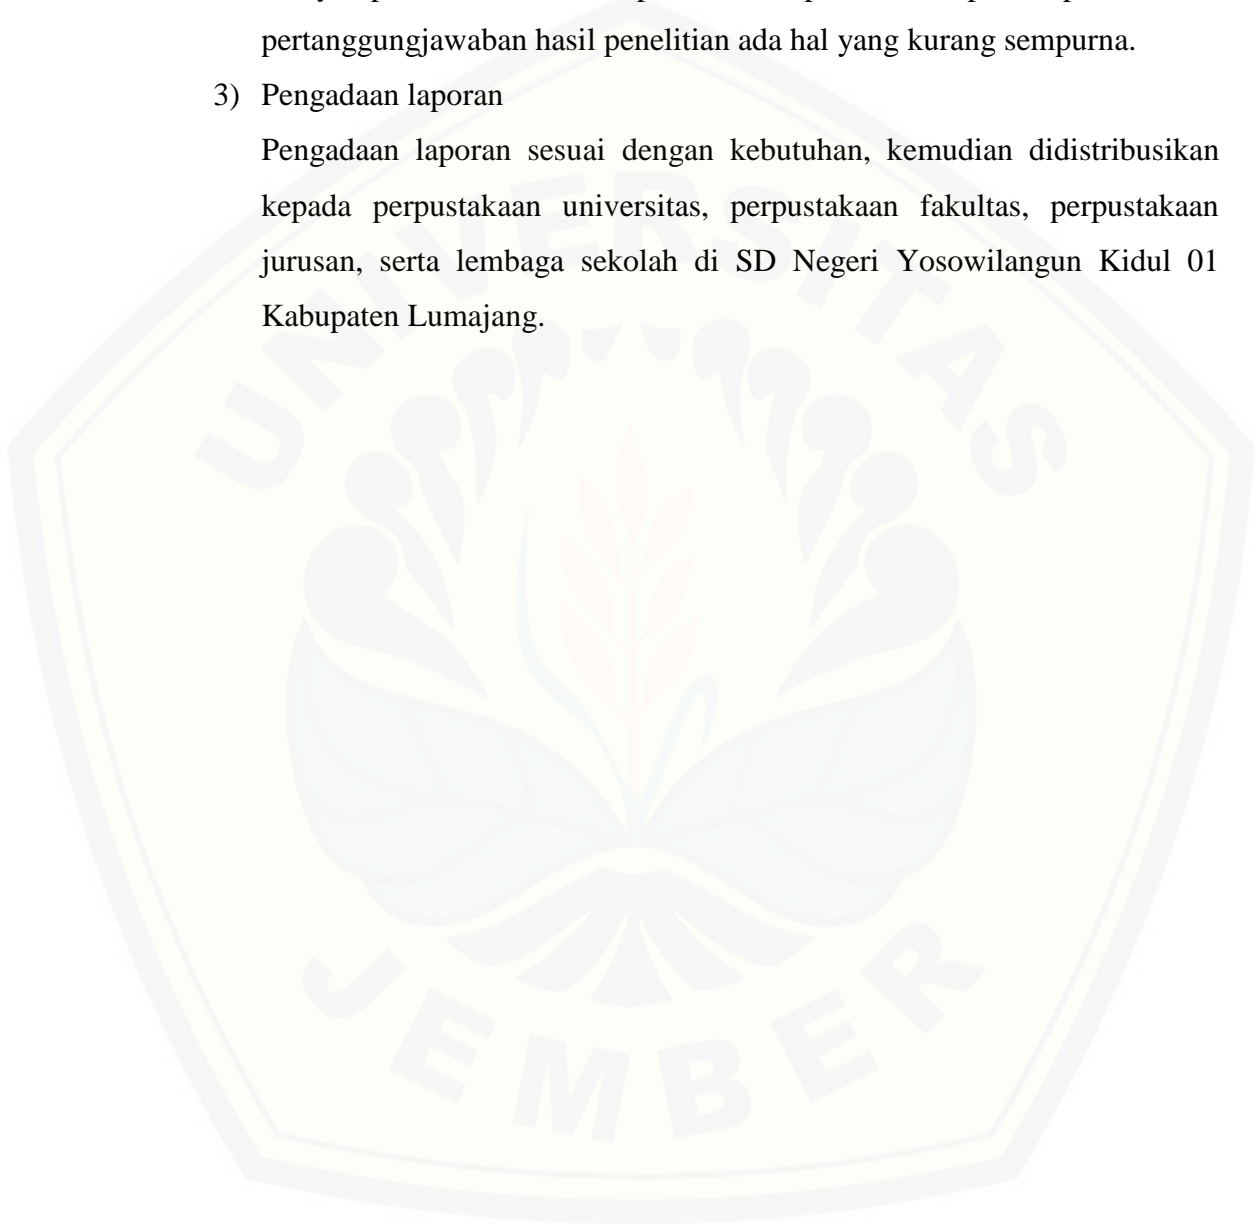 pertanggungjawaban hasil penelitian ada hal yang kurang sempurna.
3) Pengadaan laporan
Pengadaan laporan sesuai dengan kebutuhan, kemudian didistribusikan
kepada perpustakaan universitas, perpustakaan fakultas, perpustakaan
jurusan, serta lembaga sekolah di SD Negeri Yosowilangun Kidul 01
Kabupaten Lumajang.
UNIVERSITAS
JEMBER